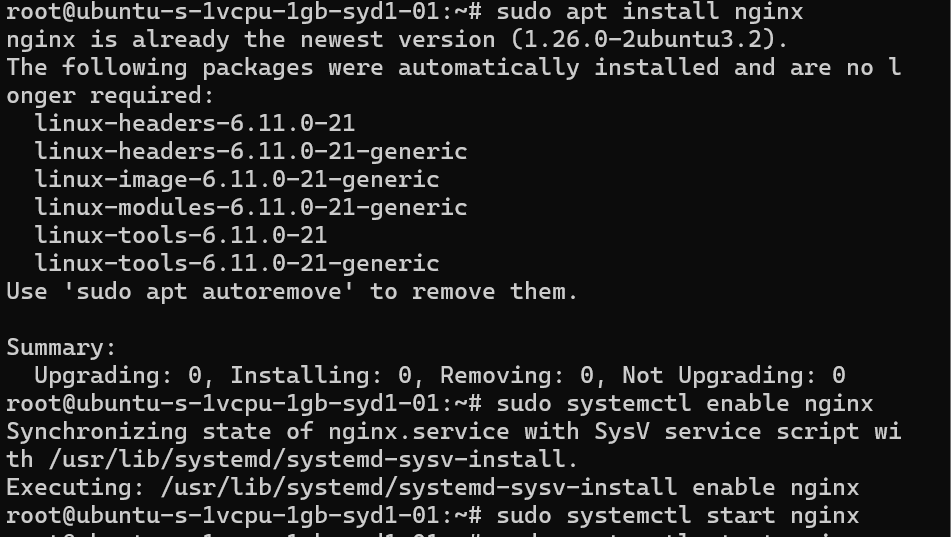 root@ubuntu-s-1vcpu-1gb-syd1-01:~# sudo apt install nginx
nginx is already the newest version (1.26.0-2ubuntu3.2).
The following packages were automatically installed and are no l
onger required:
  linux-headers-6.11.0-21
  linux-headers-6.11.0-21-generic
  linux-image-6.11.0-21-generic
  linux-modules-6.11.0-21-generic
  linux-tools-6.11.0-21
  linux-tools-6.11.0-21-generic
Use 'sudo apt autoremove' to remove them.

Summary:
  Upgrading: 0, Installing: 0, Removing: 0, Not Upgrading: 0
root@ubuntu-s-1vcpu-1gb-syd1-01:~# sudo systemctl enable nginx
Synchronizing state of nginx.service with SysV service script wi
th /usr/lib/systemd/systemd-sysv-install.
Executing: /usr/lib/systemd/systemd-sysv-install enable nginx
root@ubuntu-s-1vcpu-1gb-syd1-01:~# sudo systemctl start nginx